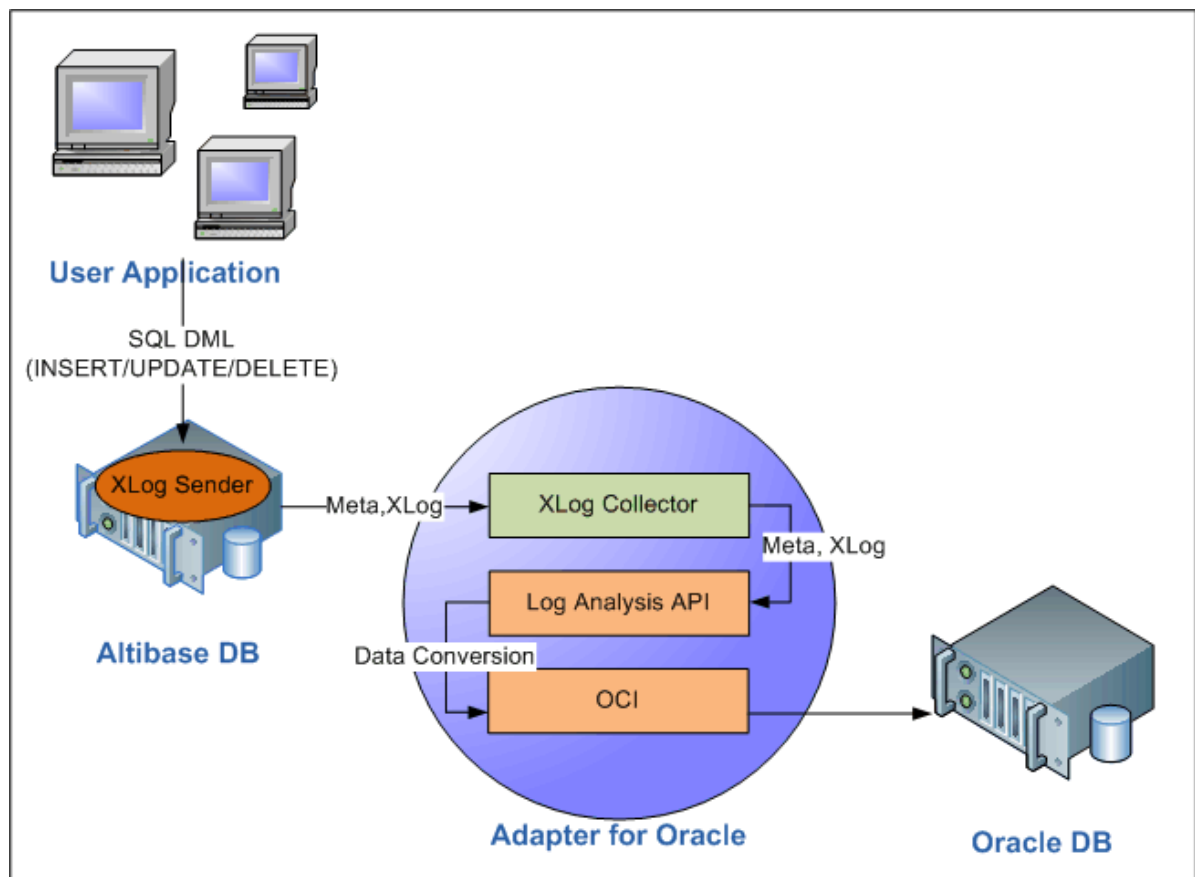 User Application
SQL DML
(INSERT/UPDATE/DELETE)
XLog Sender
Altibase DB
Meta,XLog
XLog Collector
Meta, XLog
Log Analysis API
Data Conversion
OCI
Adapter for Oracle
Oracle DB